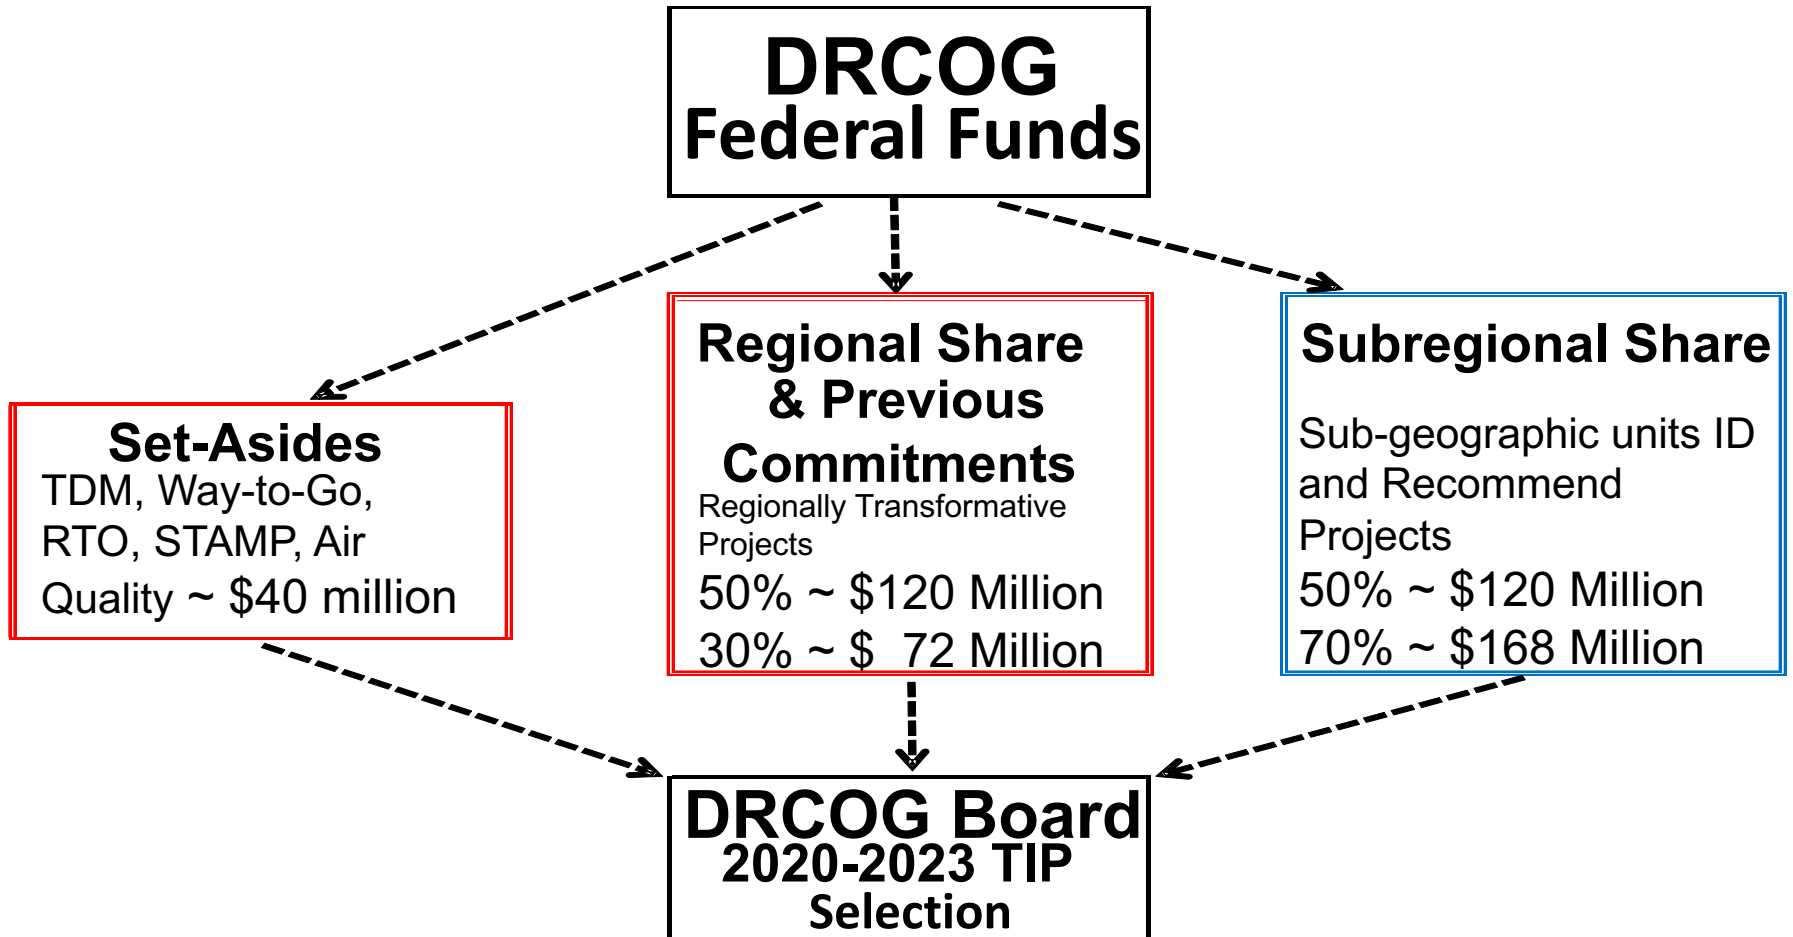 DRCOG
Federal Funds
Set-Asides
TDM, Way-to-Go,
RTO, STAMP, Air
Quality ~ $40 million
Regional Share
& Previous
Commitments
Regionally Transformative
Projects
50% ~ $120 Million
30% ~ $  72 Million
Subregional Share
Sub-geographic units ID
and Recommend
Projects
50% ~ $120 Million
70% ~ $168 Million
DRCOG Board
2020-2023 TIP
Selection